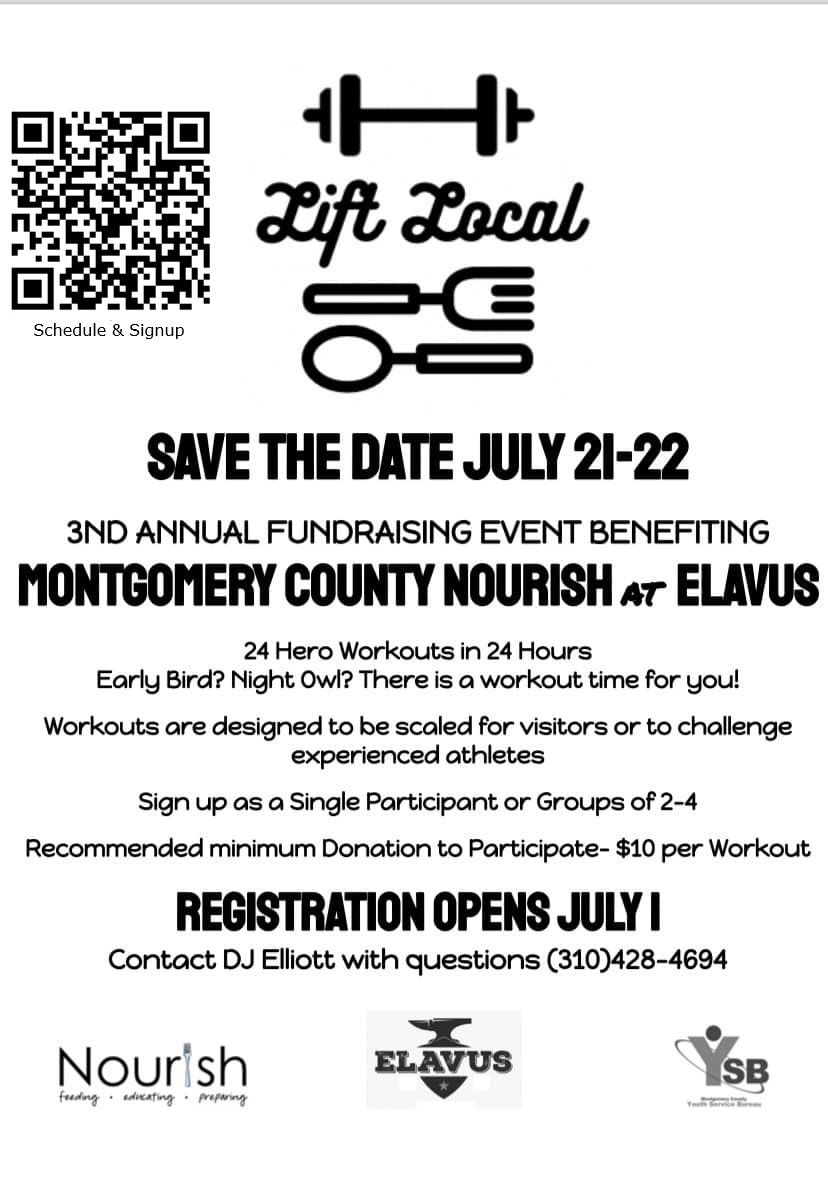 Lift Local
Schedule & Signup
SAVE THE DATE JULY 21-22
3ND ANNUAL FUNDRAISING EVENT BENEFITING
MONTGOMERY COUNTY NOURISH AT ELAVUS
24 Hero Workouts in 24 Hours
Early Bird? Night Owl? There is a workout time for you!
Workouts are designed to be scaled for visitors or to challenge
experienced athletes
Sign up as a Single Participant or Groups of 2-4
Recommended minimum Donation to Participate- $10 per Workout
REGISTRATION OPENS JULY 1
Contact DJ Elliott with questions (310)428-4694
Nourish
feeding · educating · preparing
ELAVUS
YSB
Montgomery County
Youth Service Bureau